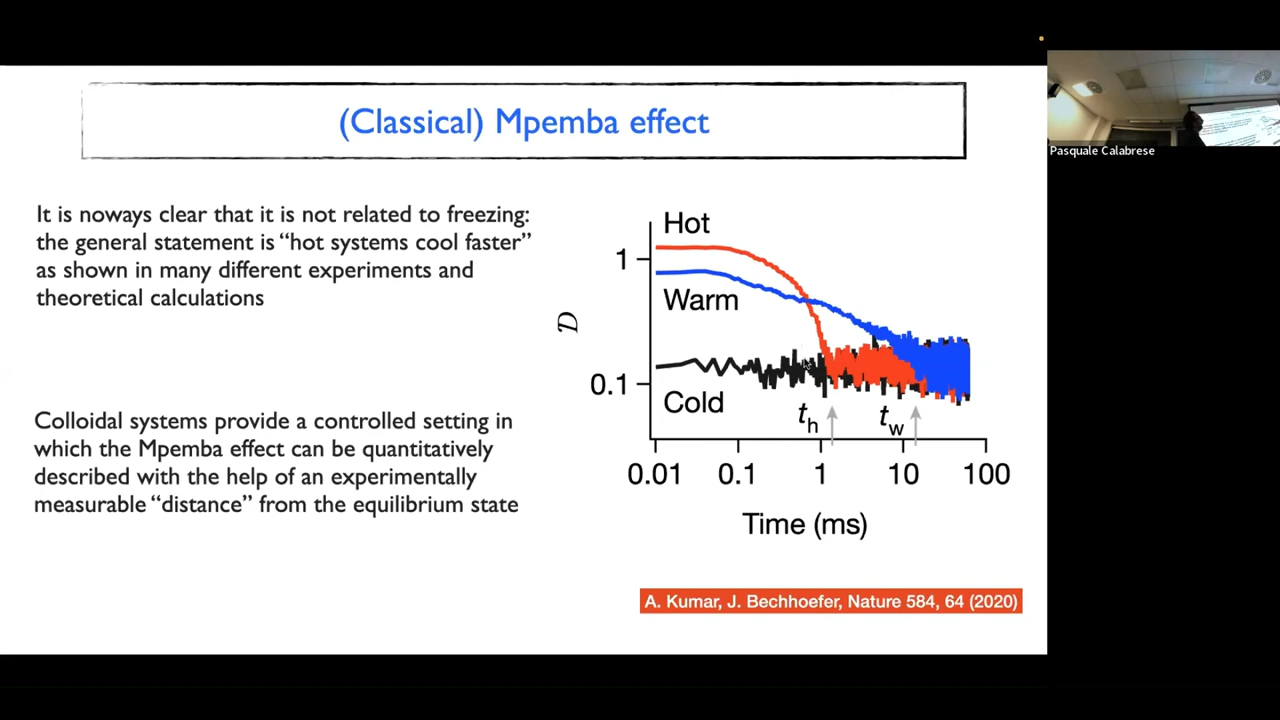 (Classical) Mpemba effect
Pasquale Calabrese
It is noways clear that it is not related to freezing:
the general statement is “hot systems cool faster”
as shown in many different experiments and
theoretical calculations
Colloidal systems provide a controlled setting in
which the Mpemba effect can be quantitatively
described with the help of an experimentally
measurable “distance” from the equilibrium state
Hot
1
Warm
𝒟
0.1
Cold
t_h
t_w
0.01 0.1 1 10 100
Time (ms)
A. Kumar, J. Bechhoefer, Nature 584, 64 (2020)